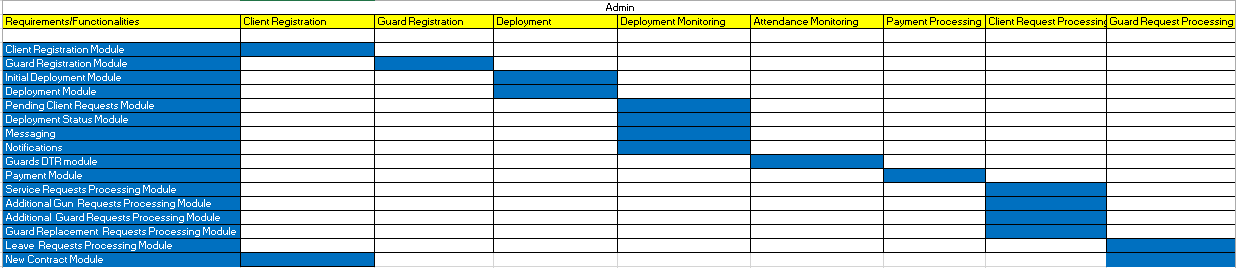 Admin
Requirements/Functionalities Client Registration Guard Registration Deployment Deployment Monitoring Attendance Monitoring Payment Processing Client Request Processing Guard Request Processing
Client Registration Module
Guard Registration Module
Initial Deployment Module
Deployment Module
Pending Client Requests Module
Deployment Status Module
Messaging
Notifications
Guards DTR module
Payment Module
Service Requests Processing Module
Additional Gun Requests Processing Module
Additional Guard Requests Processing Module
Guard Replacement Requests Processing Module
Leave Requests Processing Module
New Contract Module